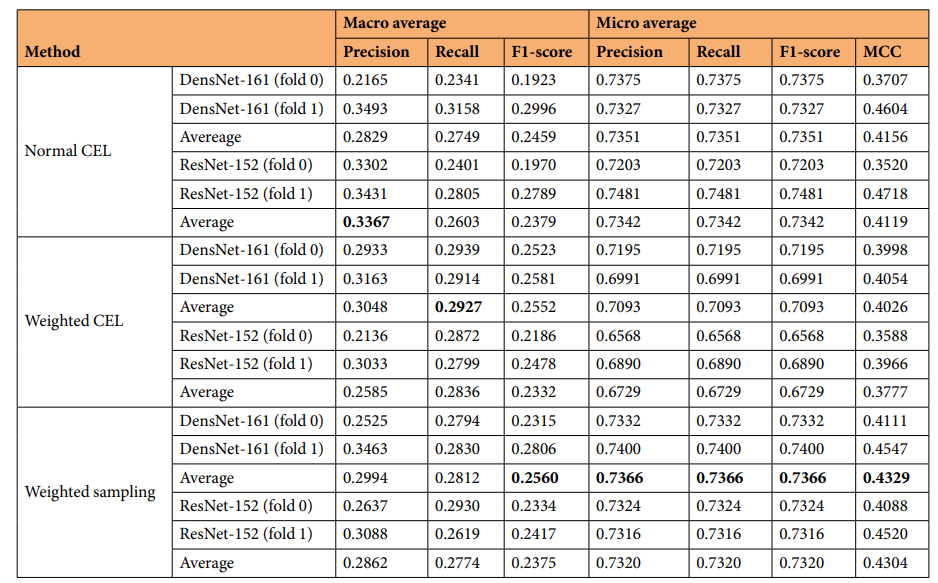 Method Macro average Micro average
Precision Recall F1-score Precision Recall F1-score MCC
Normal CEL
DensNet-161 (fold 0) 0.2165 0.2341 0.1923 0.7375 0.7375 0.7375 0.3707
DensNet-161 (fold 1) 0.3493 0.3158 0.2996 0.7327 0.7327 0.7327 0.4604
Avereage 0.2829 0.2749 0.2459 0.7351 0.7351 0.7351 0.4156
ResNet-152 (fold 0) 0.3302 0.2401 0.1970 0.7203 0.7203 0.7203 0.3520
ResNet-152 (fold 1) 0.3431 0.2805 0.2789 0.7481 0.7481 0.7481 0.4718
Average 0.3367 0.2603 0.2379 0.7342 0.7342 0.7342 0.4119
Weighted CEL
DensNet-161 (fold 0) 0.2933 0.2939 0.2523 0.7195 0.7195 0.7195 0.3998
DensNet-161 (fold 1) 0.3163 0.2914 0.2581 0.6991 0.6991 0.6991 0.4054
Average 0.3048 0.2927 0.2552 0.7093 0.7093 0.7093 0.4026
ResNet-152 (fold 0) 0.2136 0.2872 0.2186 0.6568 0.6568 0.6568 0.3588
ResNet-152 (fold 1) 0.3033 0.2799 0.2478 0.6890 0.6890 0.6890 0.3966
Average 0.2585 0.2836 0.2332 0.6729 0.6729 0.6729 0.3777
Weighted sampling
DensNet-161 (fold 0) 0.2525 0.2794 0.2315 0.7332 0.7332 0.7332 0.4111
DensNet-161 (fold 1) 0.3463 0.2830 0.2806 0.7400 0.7400 0.7400 0.4547
Average 0.2994 0.2812 0.2560 0.7366 0.7366 0.7366 0.4329
ResNet-152 (fold 0) 0.2637 0.2930 0.2334 0.7324 0.7324 0.7324 0.4088
ResNet-152 (fold 1) 0.3088 0.2619 0.2417 0.7316 0.7316 0.7316 0.4520
Average 0.2862 0.2774 0.2375 0.7320 0.7320 0.7320 0.4304